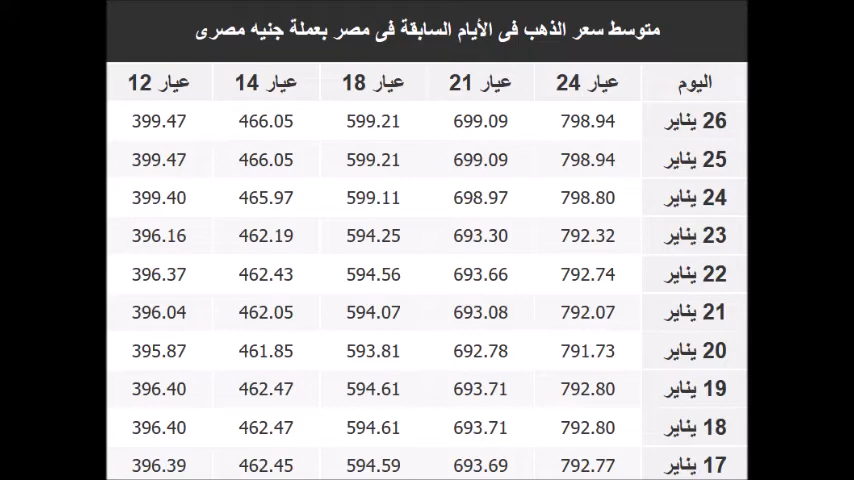 متوسط سعر الذهب فى الأيام السابقة فى مصر بعملة جنيه مصرى
اليوم عيار 24 عيار 21 عيار 18 عيار 14 عيار 12
26 يناير 798.94 699.09 599.21 466.05 399.47
25 يناير 798.94 699.09 599.21 466.05 399.47
24 يناير 798.80 698.97 599.11 465.97 399.40
23 يناير 792.32 693.30 594.25 462.19 396.16
22 يناير 792.74 693.66 594.56 462.43 396.37
21 يناير 792.07 693.08 594.07 462.05 396.04
20 يناير 791.73 692.78 593.81 461.85 395.87
19 يناير 792.80 693.71 594.61 462.47 396.40
18 يناير 792.80 693.71 594.61 462.47 396.40
17 يناير 792.77 693.69 594.59 462.45 396.39